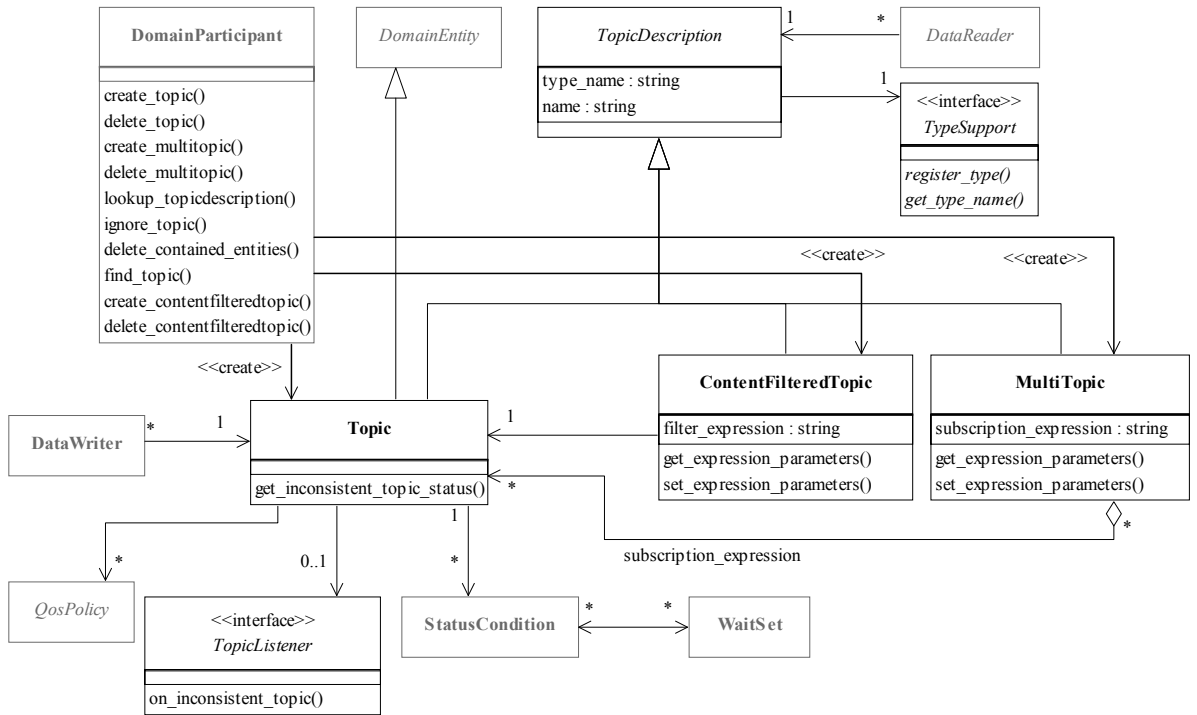 DomainParticipant
create_topic()
delete_topic()
create_multitopic()
delete_multitopic()
lookup_topicdescription()
ignore_topic()
delete_contained_entities()
find_topic()
create_contentfilteredtopic()
delete_contentfilteredtopic()
DomainEntity
TopicDescription
type_name : string
name : string
1
*
DataReader
1
<<interface>>
TypeSupport
register_type()
get_type_name()
<<create>>
<<create>>
<<create>>
ContentFilteredTopic
filter_expression : string
get_expression_parameters()
set_expression_parameters()
MultiTopic
subscription_expression : string
get_expression_parameters()
set_expression_parameters()
DataWriter
*
1
Topic
get_inconsistent_topic_status()
1
*
*
subscription_expression
*
0..1
1
*
QosPolicy
<<interface>>
TopicListener
on_inconsistent_topic()
StatusCondition
*
*
WaitSet